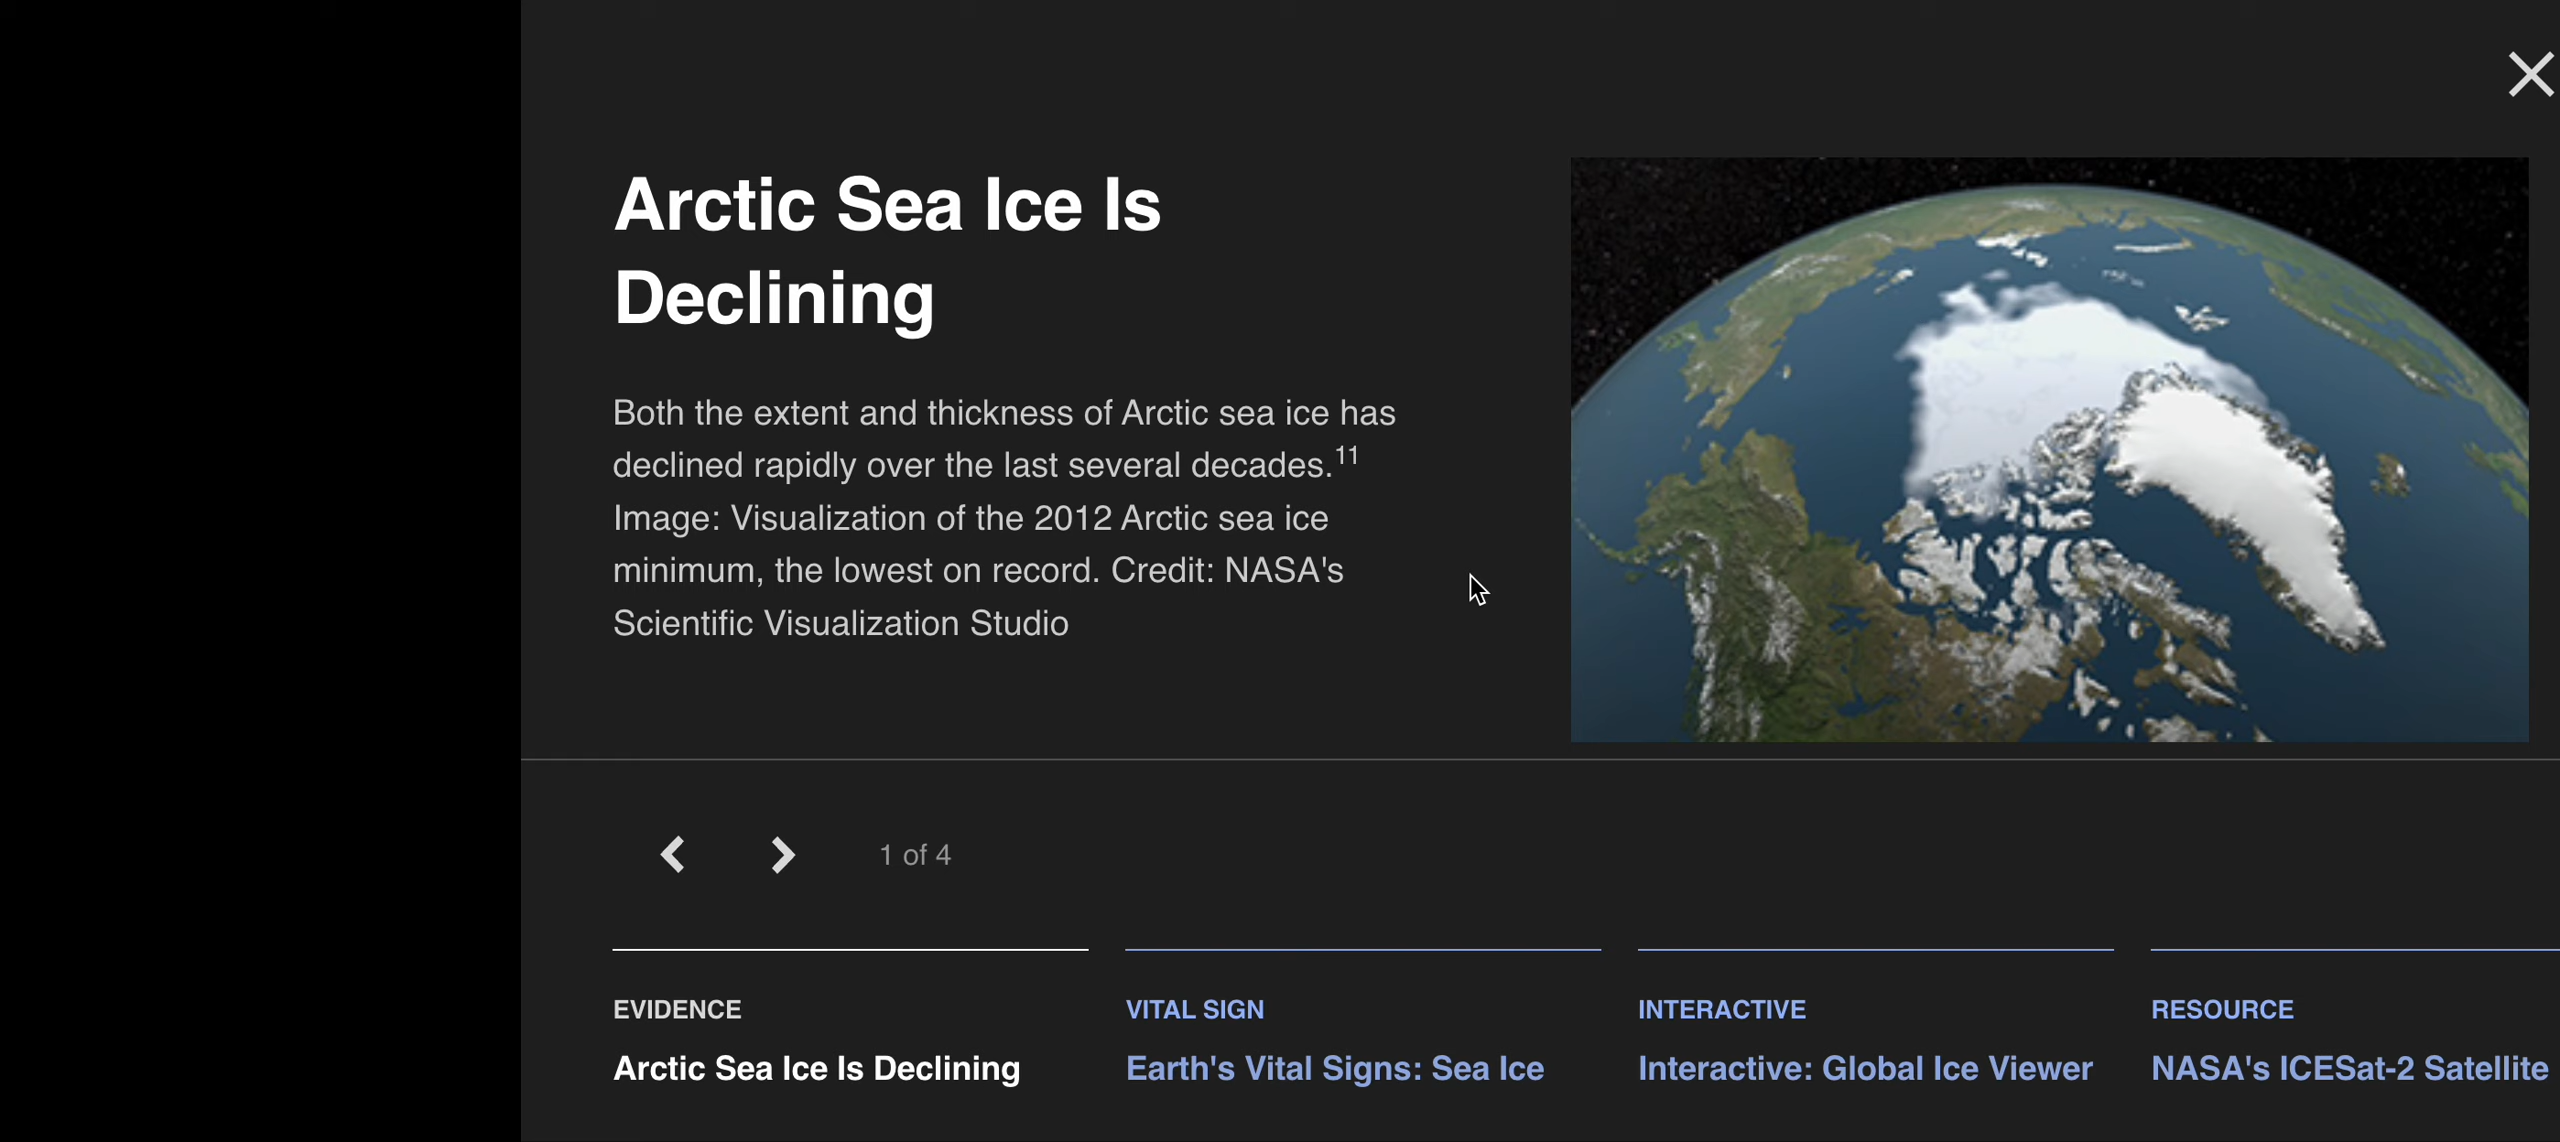 Arctic Sea Ice Is
Declining
Both the extent and thickness of Arctic sea ice has
declined rapidly over the last several decades.11
Image: Visualization of the 2012 Arctic sea ice
minimum, the lowest on record. Credit: NASA's
Scientific Visualization Studio
1 of 4
EVIDENCE
Arctic Sea Ice Is Declining
VITAL SIGN
Earth's Vital Signs: Sea Ice
INTERACTIVE
Interactive: Global Ice Viewer
RESOURCE
NASA's ICESat-2 Satellite